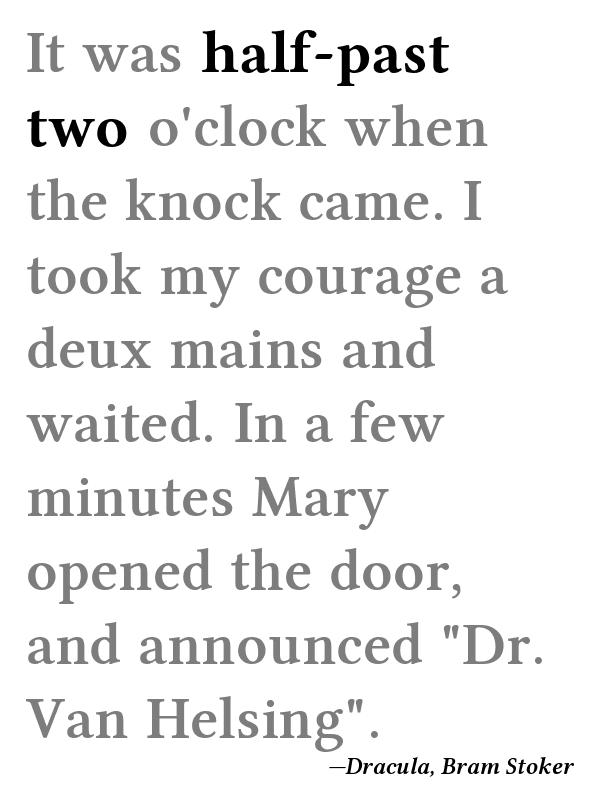 It was half-past
two o'clock when
the knock came. I
took my courage a
deux mains and
waited. In a few
minutes Mary
opened the door,
and announced "Dr.
Van Helsing".
—Dracula, Bram Stoker